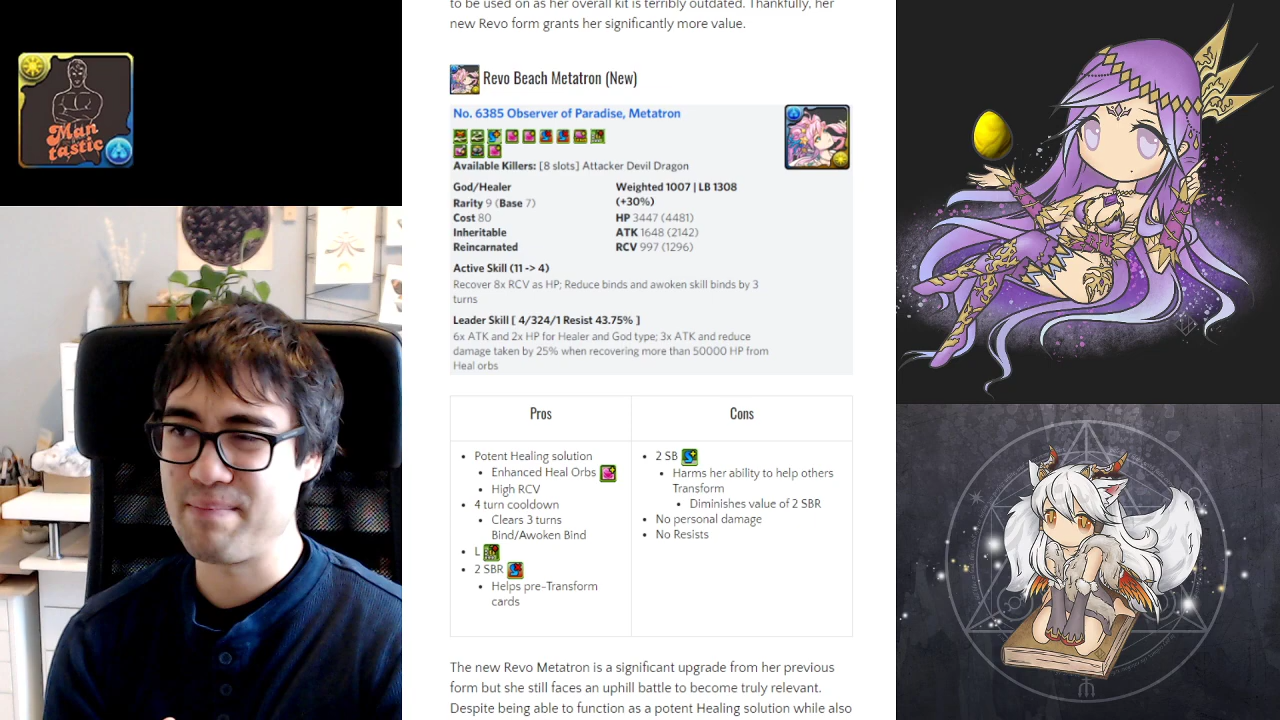 Man
tastic
to be used on as her overall kit is terribly outdated. Thankfully, her
new Revo form grants her significantly more value.
Revo Beach Metatron (New)
No. 6385 Observer of Paradise, Metatron
Available Killers: [8 slots] Attacker Devil Dragon
God/Healer
Rarity 9 (Base 7)
Cost 80
Inheritable
Reincarnated
Weighted 1007 | LB 1308
(+30%)
HP 3447 (4481)
ATK 1648 (2142)
RCV 997 (1296)
Active Skill (11 -> 4)
Recover 8x RCV as HP; Reduce binds and awoken skill binds by 3
turns
Leader Skill [ 4/324/1 Resist 43.75% ]
6x ATK and 2x HP for Healer and God type; 3x ATK and reduce
damage taken by 25% when recovering more than 50000 HP from
Heal orbs
Pros
Potent Healing solution
Enhanced Heal Orbs
High RCV
4 turn cooldown
Clears 3 turns
Bind/Awoken Bind
L
2 SBR
Helps pre-Transform
cards
Cons
2 SB
Harms her ability to help others
Transform
Diminishes value of 2 SBR
No personal damage
No Resists
The new Revo Metatron is a significant upgrade from her previous
form but she still faces an uphill battle to become truly relevant.
Despite being able to function as a potent Healing solution while also